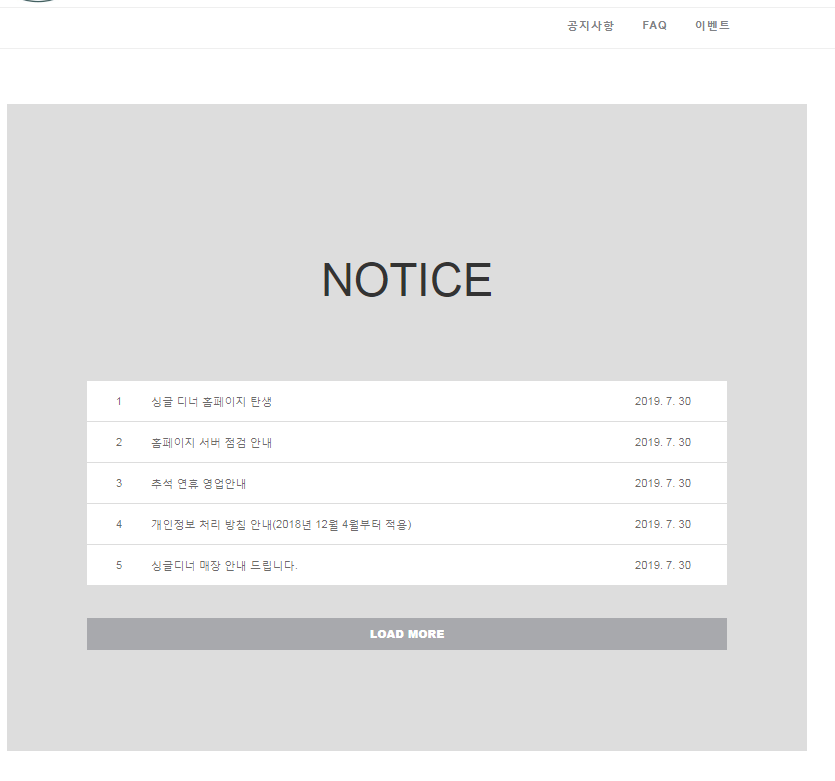 공지사항 FAQ 이벤트
NOTICE
1 싱글 디너 홈페이지 탄생 2019. 7. 30
2 홈페이지 서버 점검 안내 2019. 7. 30
3 추석 연휴 영업안내 2019. 7. 30
4 개인정보 처리 방침 안내(2018년 12월 4월부터 적용) 2019. 7. 30
5 싱글디너 매장 안내 드립니다. 2019. 7. 30
LOAD MORE